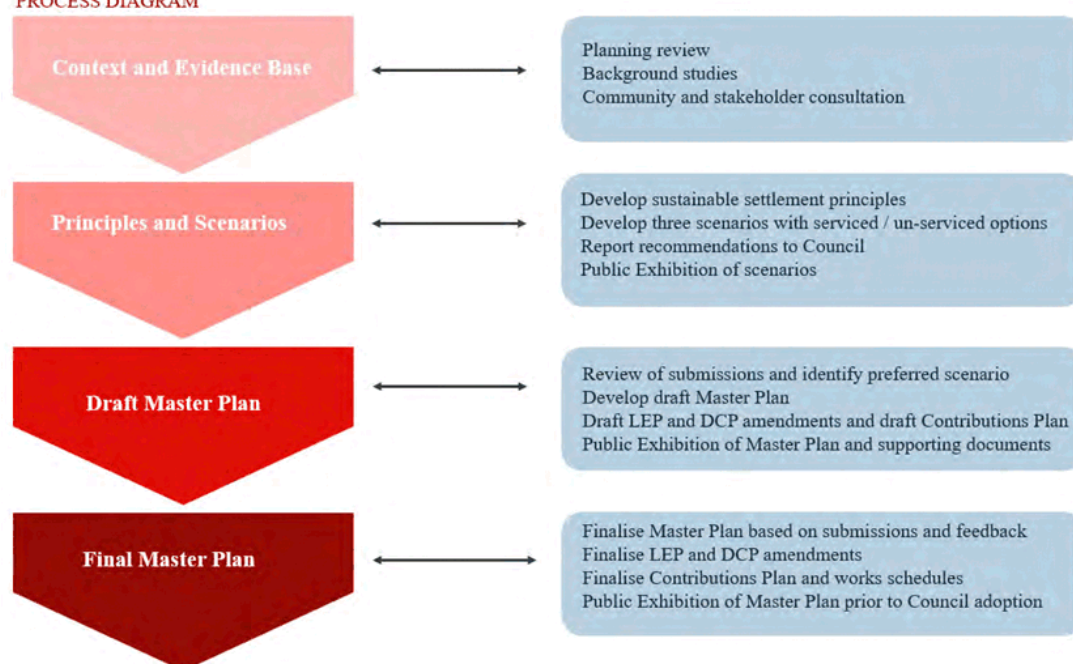 PROCESS DIAGRAM
Context and Evidence Base
Planning review
Background studies
Community and stakeholder consultation
Principles and Scenarios
Develop sustainable settlement principles
Develop three scenarios with serviced / un-serviced options
Report recommendations to Council
Public Exhibition of scenarios
Draft Master Plan
Review of submissions and identify preferred scenario
Develop draft Master Plan
Draft LEP and DCP amendments and draft Contributions Plan
Public Exhibition of Master Plan and supporting documents
Final Master Plan
Finalise Master Plan based on submissions and feedback
Finalise LEP and DCP amendments
Finalise Contributions Plan and works schedules
Public Exhibition of Master Plan prior to Council adoption